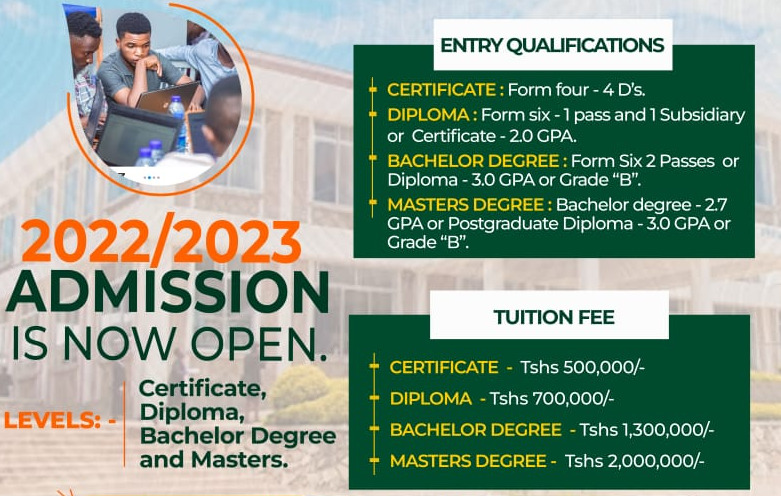 2022/2023
ADMISSION
IS NOW OPEN.
LEVELS: -
Certificate,
Diploma,
Bachelor Degree
and Masters.
ENTRY QUALIFICATIONS
CERTIFICATE : Form four - 4 D's.
DIPLOMA : Form six - 1 pass and 1 Subsidiary
or Certificate - 2.0 GPA.
BACHELOR DEGREE : Form Six 2 Passes or
Diploma - 3.0 GPA or Grade “B”.
MASTERS DEGREE : Bachelor degree - 2.7
GPA or Postgraduate Diploma - 3.0 GPA or
Grade “B”.
TUITION FEE
CERTIFICATE - Tshs 500,000/-
DIPLOMA - Tshs 700,000/-
BACHELOR DEGREE - Tshs 1,300,000/-
MASTERS DEGREE - Tshs 2,000,000/-